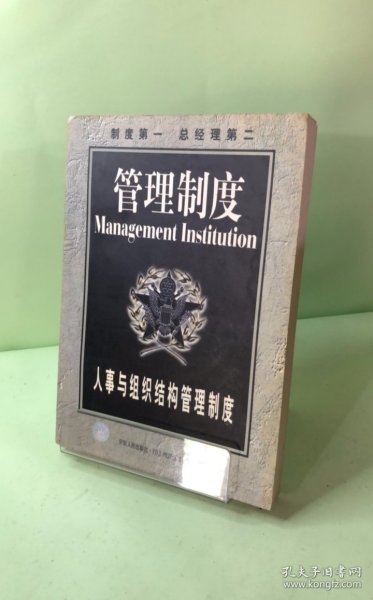 制度第一 总经理第二
管理制度
Management Institution
人事与组织结构管理制度
孔夫子旧书网
www.kongfz.com